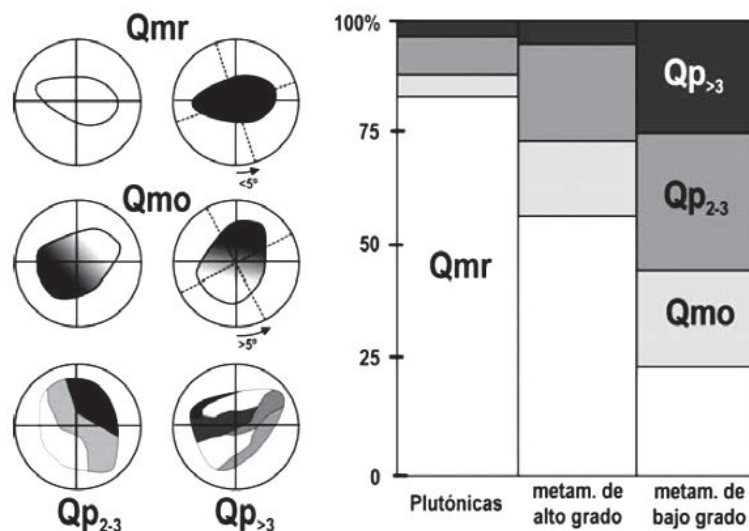 Qmr
<5º
Qmo
>5º
Qp2-3
Qp>3
100%
75
50
25
0
Qp>3
Qp2-3
Qmr
Qmo
Plutónicas
metam. de
alto grado
metam. de
bajo grado